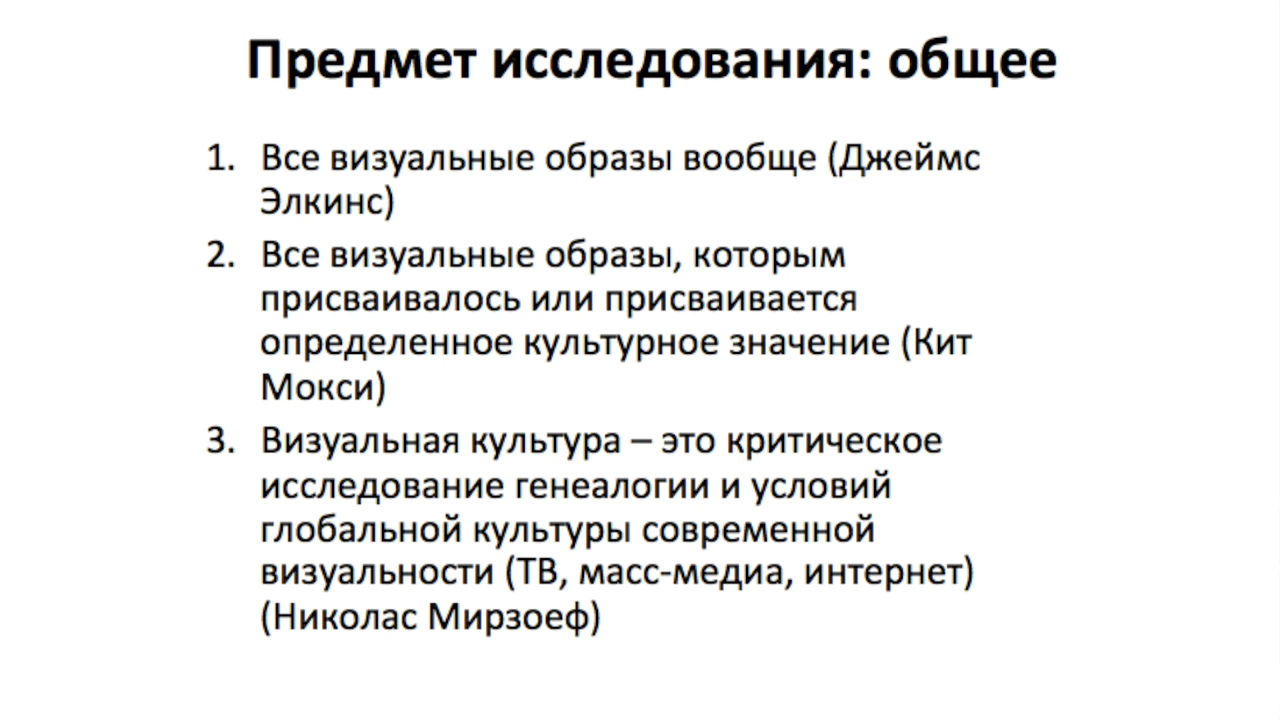 Предмет исследования: общее
1. Все визуальные образы вообще (Джеймс
Элкинс)
2. Все визуальные образы, которым
присваивалось или присваивается
определенное культурное значение (Кит
Мокси)
3. Визуальная культура – это критическое
исследование генеалогии и условий
глобальной культуры современной
визуальности (ТВ, масс-медиа, интернет)
(Николас Мирзоеф)